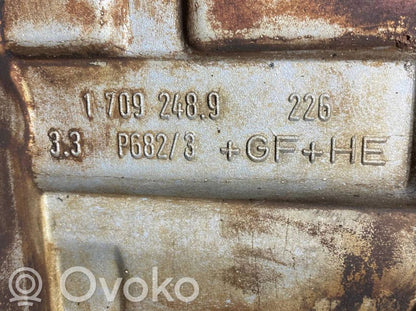 1 709 248.9 226
3.3 P682/3 +GF+HE
Ovoko